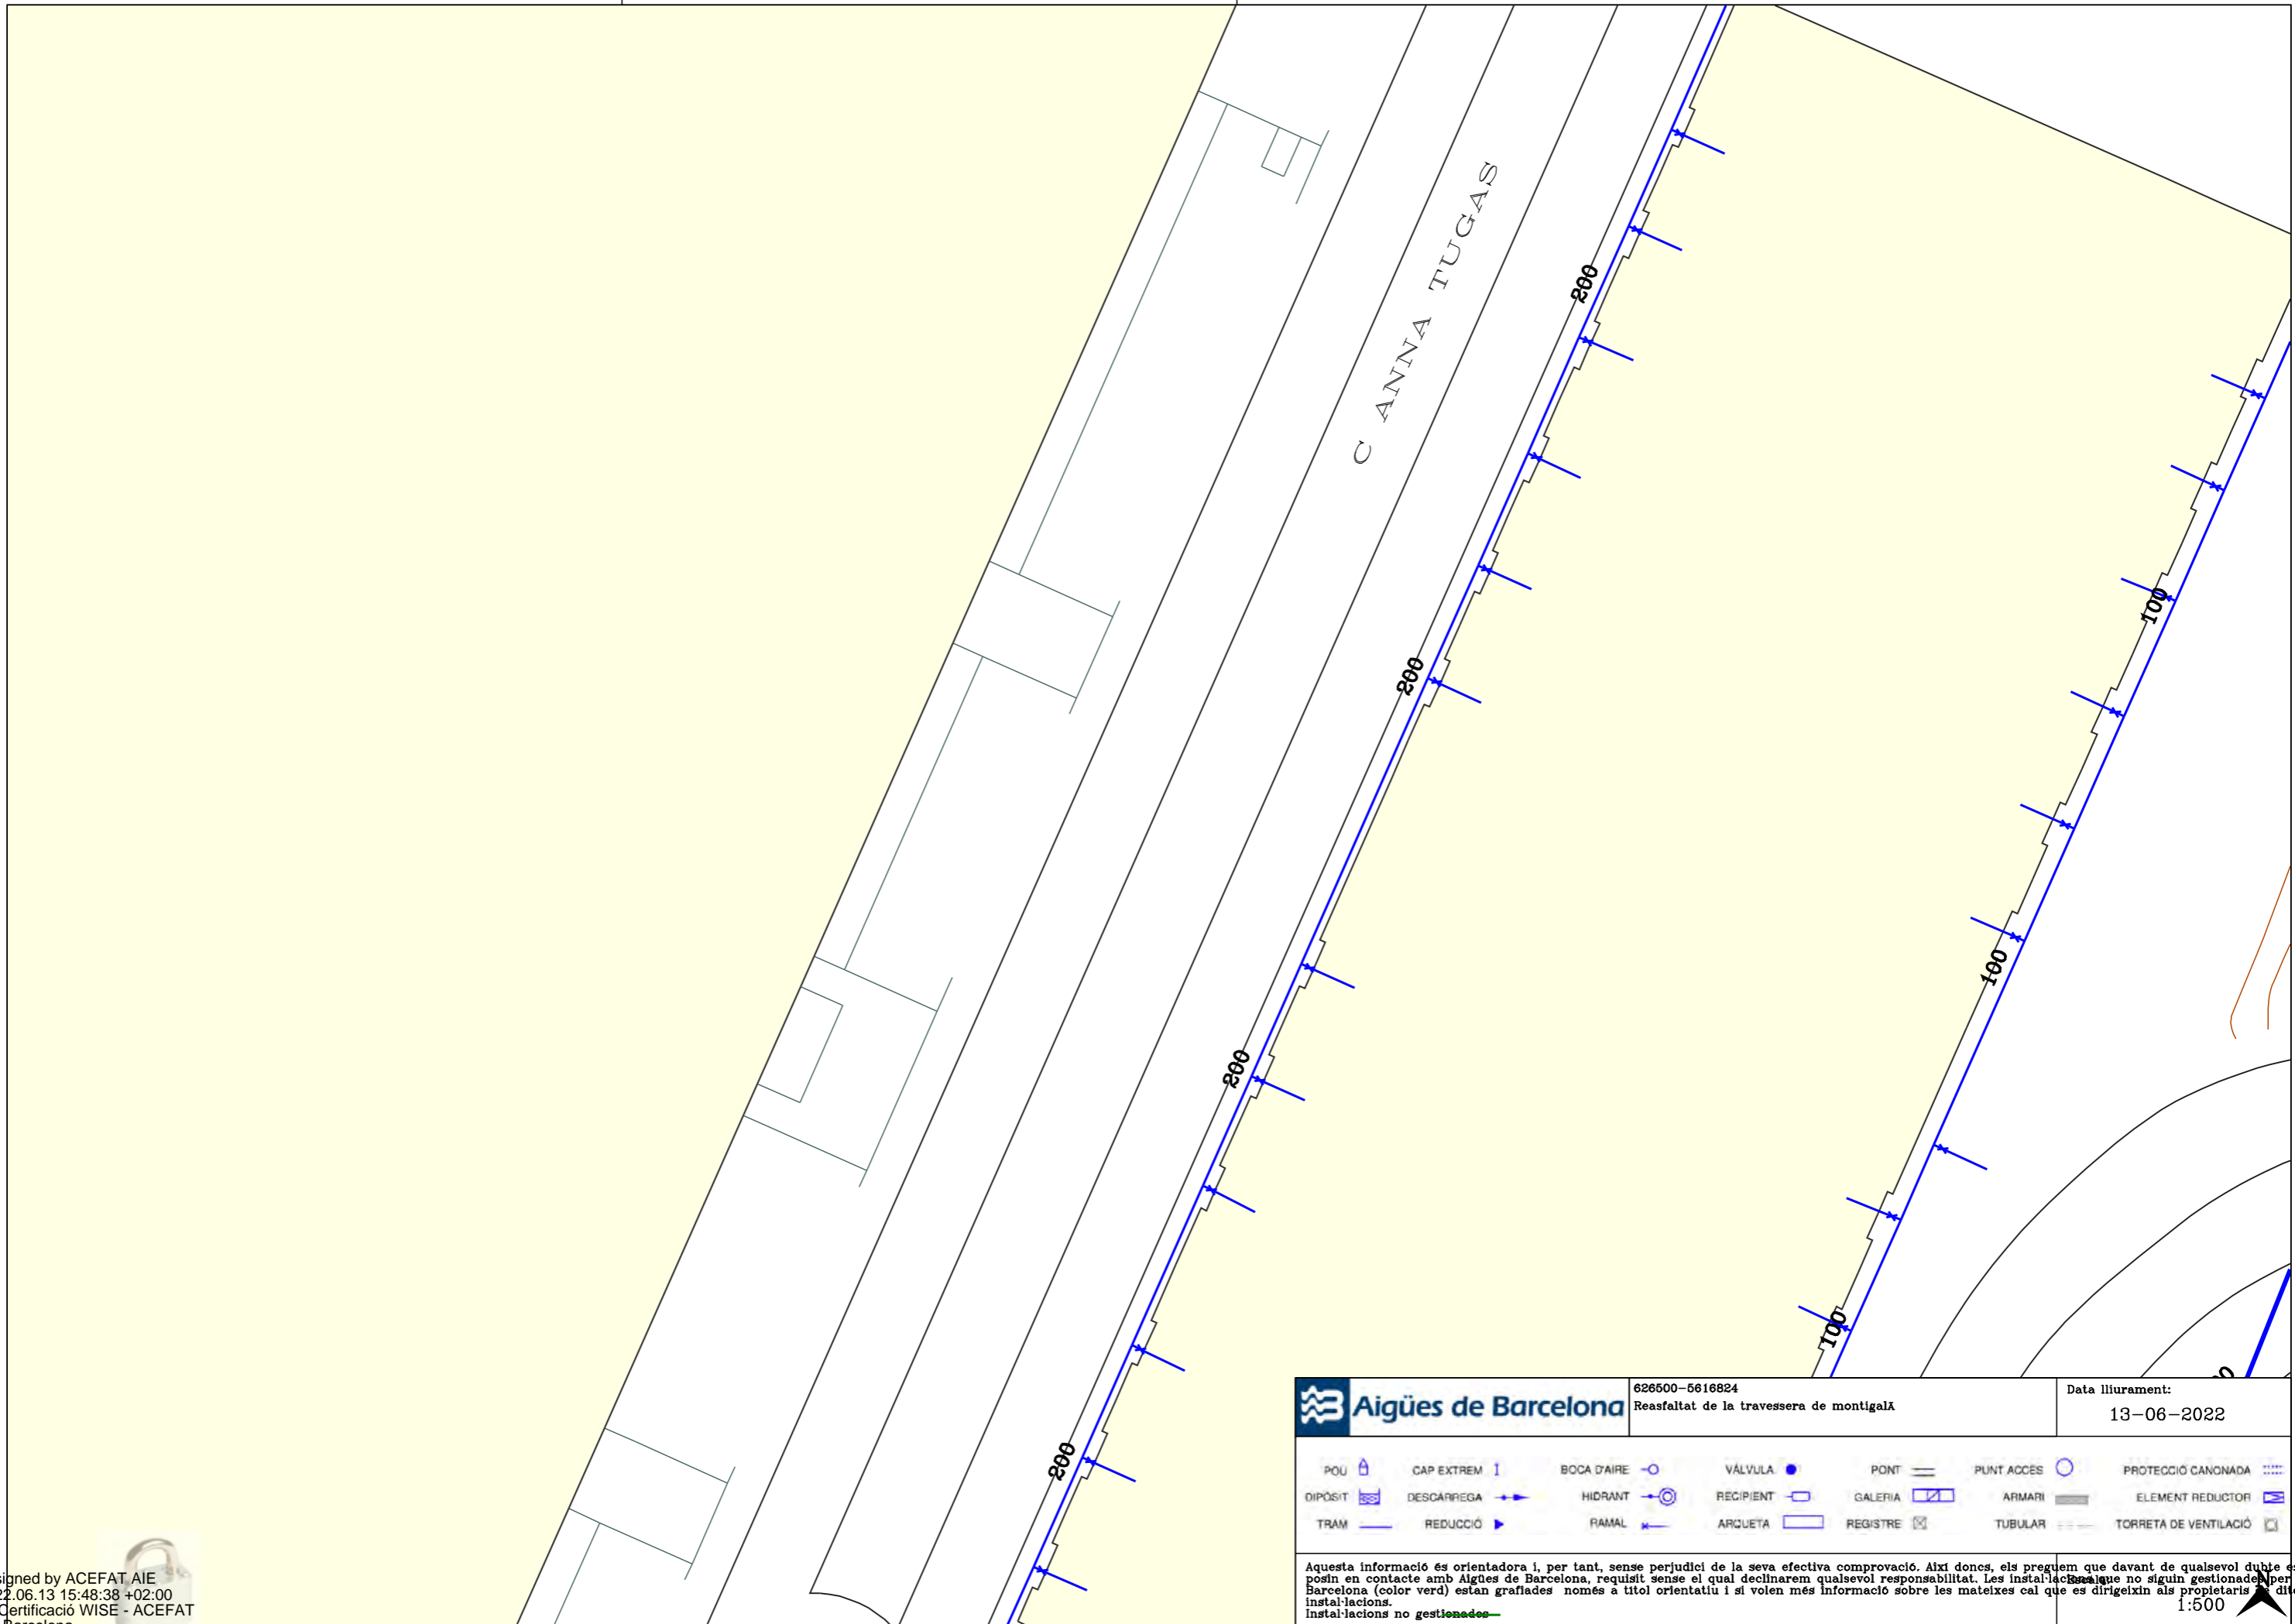 C ANNA TUGAS
200
200
200
200
100
100
100
Aigües de Barcelona
626500-5616824
Reasfaltat de la travessera de montigalÃ
Data lliurament:
13-06-2022
POU CAP EXTREM BOCA D'AIRE VÀLVULA PONT PUNT ACCÉS PROTECCIÓ CANONADA
DIPÒSIT DESCÀRREGA HIDRANT RECIPIENT GALERIA ARMARI ELEMENT REDUCTOR
TRAM REDUCCIÓ RAMAL ARQUETA REGISTRE TUBULAR TORRETA DE VENTILACIÓ
Aquesta informació és orientadora i, per tant, sense perjudici de la seva efectiva comprovació. Així doncs, els preguem que davant de qualsevol dubte es
posin en contacte amb Aigües de Barcelona, requisit sense el qual declinarem qualsevol responsabilitat. Les instal·lacions que no siguin gestionades per
Barcelona (color verd) estan grafiades només a títol orientatiu i si volen més informació sobre les mateixes cal que es dirigeixin als propietaris de
instal·lacions.
Instal·lacions no gestionades
Escala:
1:500
N
igned by ACEFAT AIE
22.06.13 15:48:38 +02:00
Certificació WISE - ACEFAT